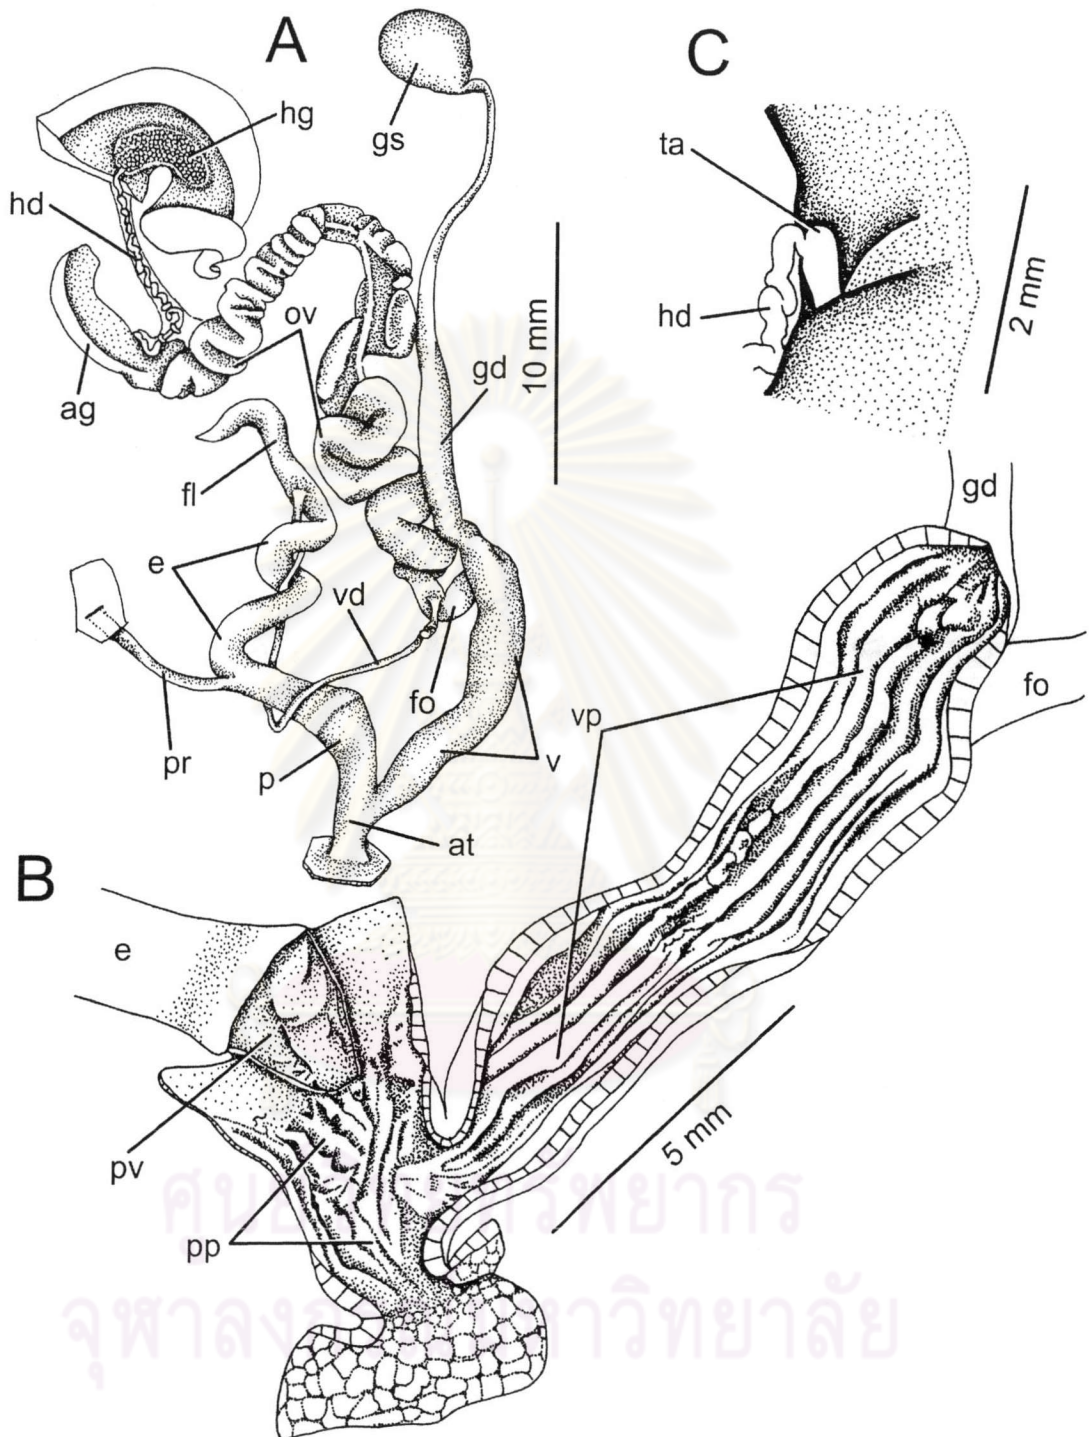 A
C
hg
gs
ta
hd
ov
10 mm
hd
2 mm
gd
ag
gd
fl
e
vd
fo
fo
vp
pr
p
v
at
B
e
5 mm
pv
pp
ศูนย์วิทยทรัพยากร
จุฬาลงกรณ์มหาวิทยาลัย